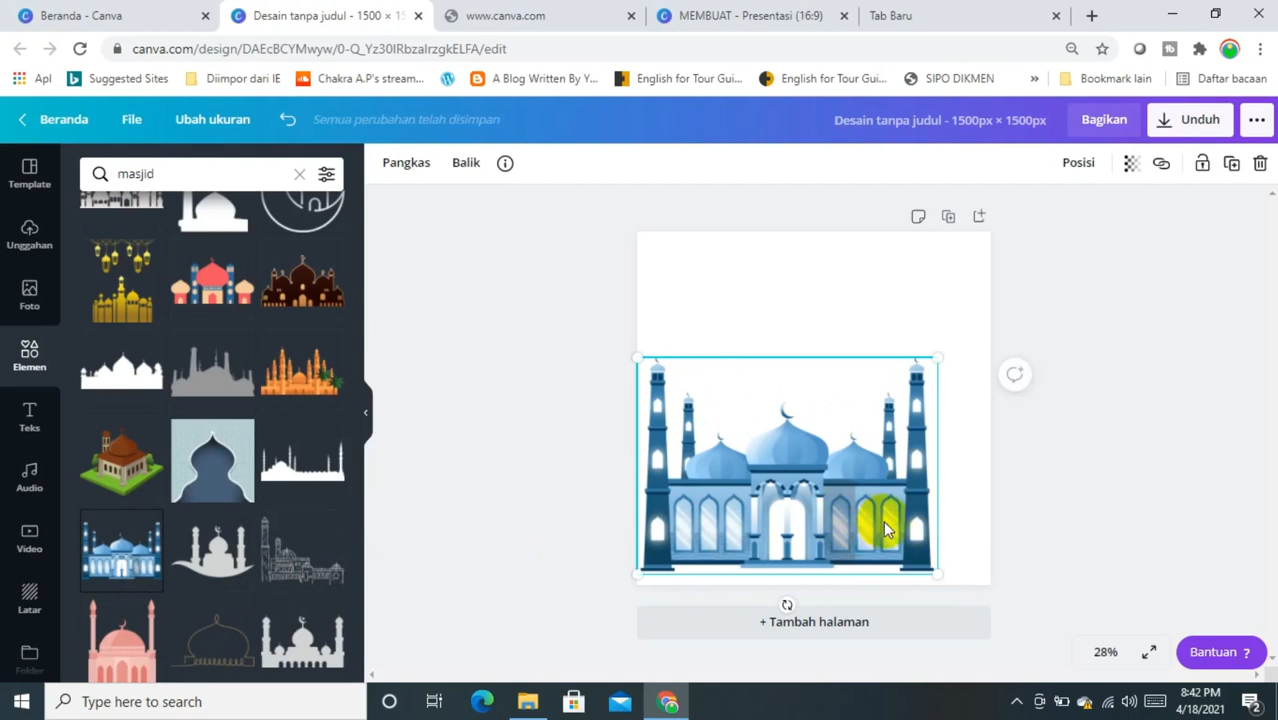 Beranda - Canva
Desain tanpa judul - 1500 × 15
www.canva.com
MEMBUAT - Presentasi (16:9)
Tab Baru
canva.com/design/DAEcBCYMwyw/0-Q_Yz30IRbzaIrzgkELFA/edit
Apl
Suggested Sites
Diimpor dari IE
Chakra A.P's stream...
A Blog Written By Y...
English for Tour Gui...
English for Tour Gui...
SIPO DIKMEN
»
Bookmark lain
Daftar bacaan
Beranda
File
Ubah ukuran
Semua perubahan telah disimpan
Desain tanpa judul - 1500px × 1500px
Bagikan
Unduh
masjid
Pangkas
Balik
Posisi
Template
Unggahan
Foto
Elemen
Teks
Audio
Video
Latar
Folder
+ Tambah halaman
28%
Bantuan ?
Type here to search
8:42 PM
4/18/2021
2